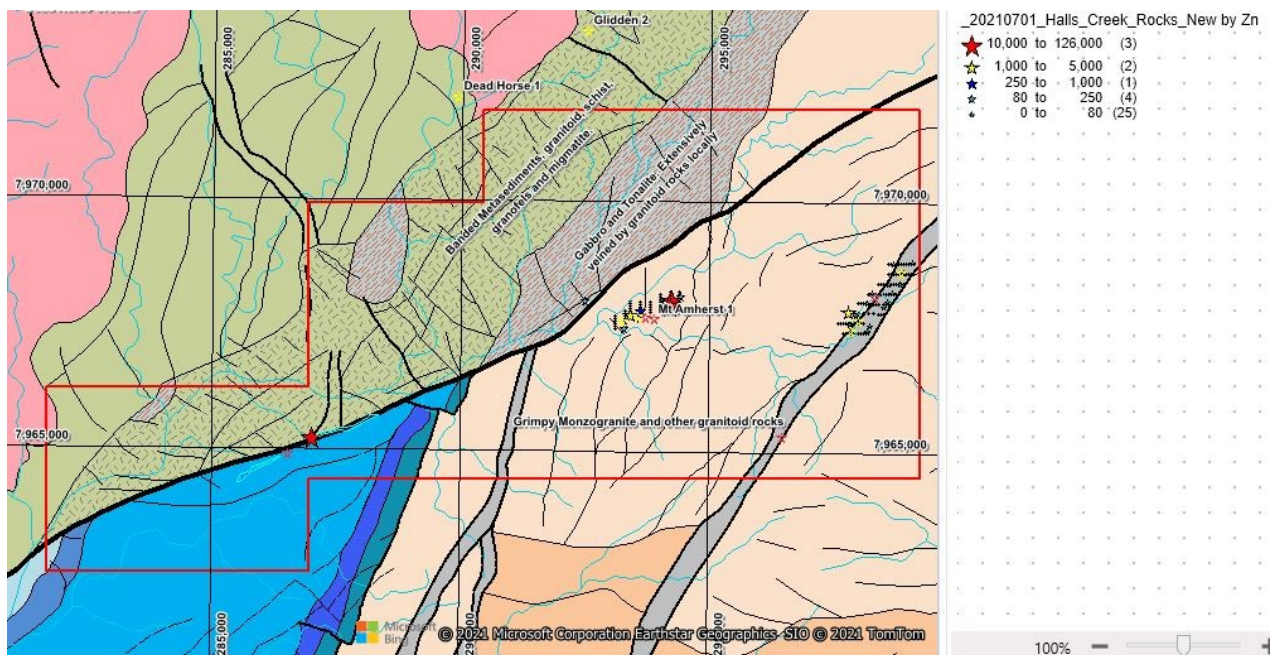 _20210701_Halls_Creek_Rocks_New by Zn
10,000 to 126,000 (3)
1,000 to 5,000 (2)
250 to 1,000 (1)
80 to 250 (4)
0 to 80 (25)
Glidden 2
285,000
290,000
295,000
Dead Horse 1
Banded Metasediments, granitoid, schist,
granofels and migmatite.
Gabbro and Tonalite: Extensively
veined by granitoid rocks locally
7,970,000
7,970,000
Mt Amherst 1
Grimpy Monzogranite and other granitoid rocks
7,965,000
7,965,000
285,000
290,000
Microsoft
Bing
© 2021 Microsoft Corporation Earthstar Geographics SIO © 2021 TomTom
100%